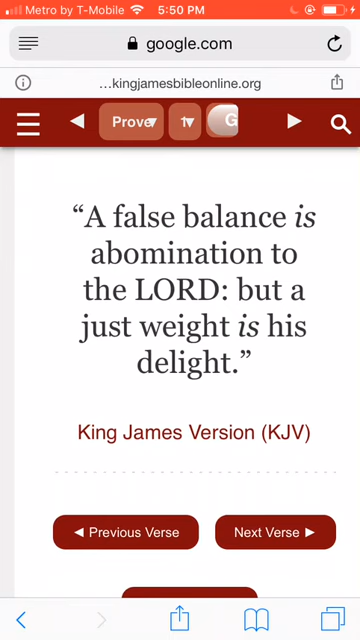 Metro by T-Mobile 5:50 PM
google.com
...kingjamesbibleonline.org
Prove G
“A false balance is
abomination to
the LORD: but a
just weight is his
delight.”
King James Version (KJV)
◄ Previous Verse Next Verse ►